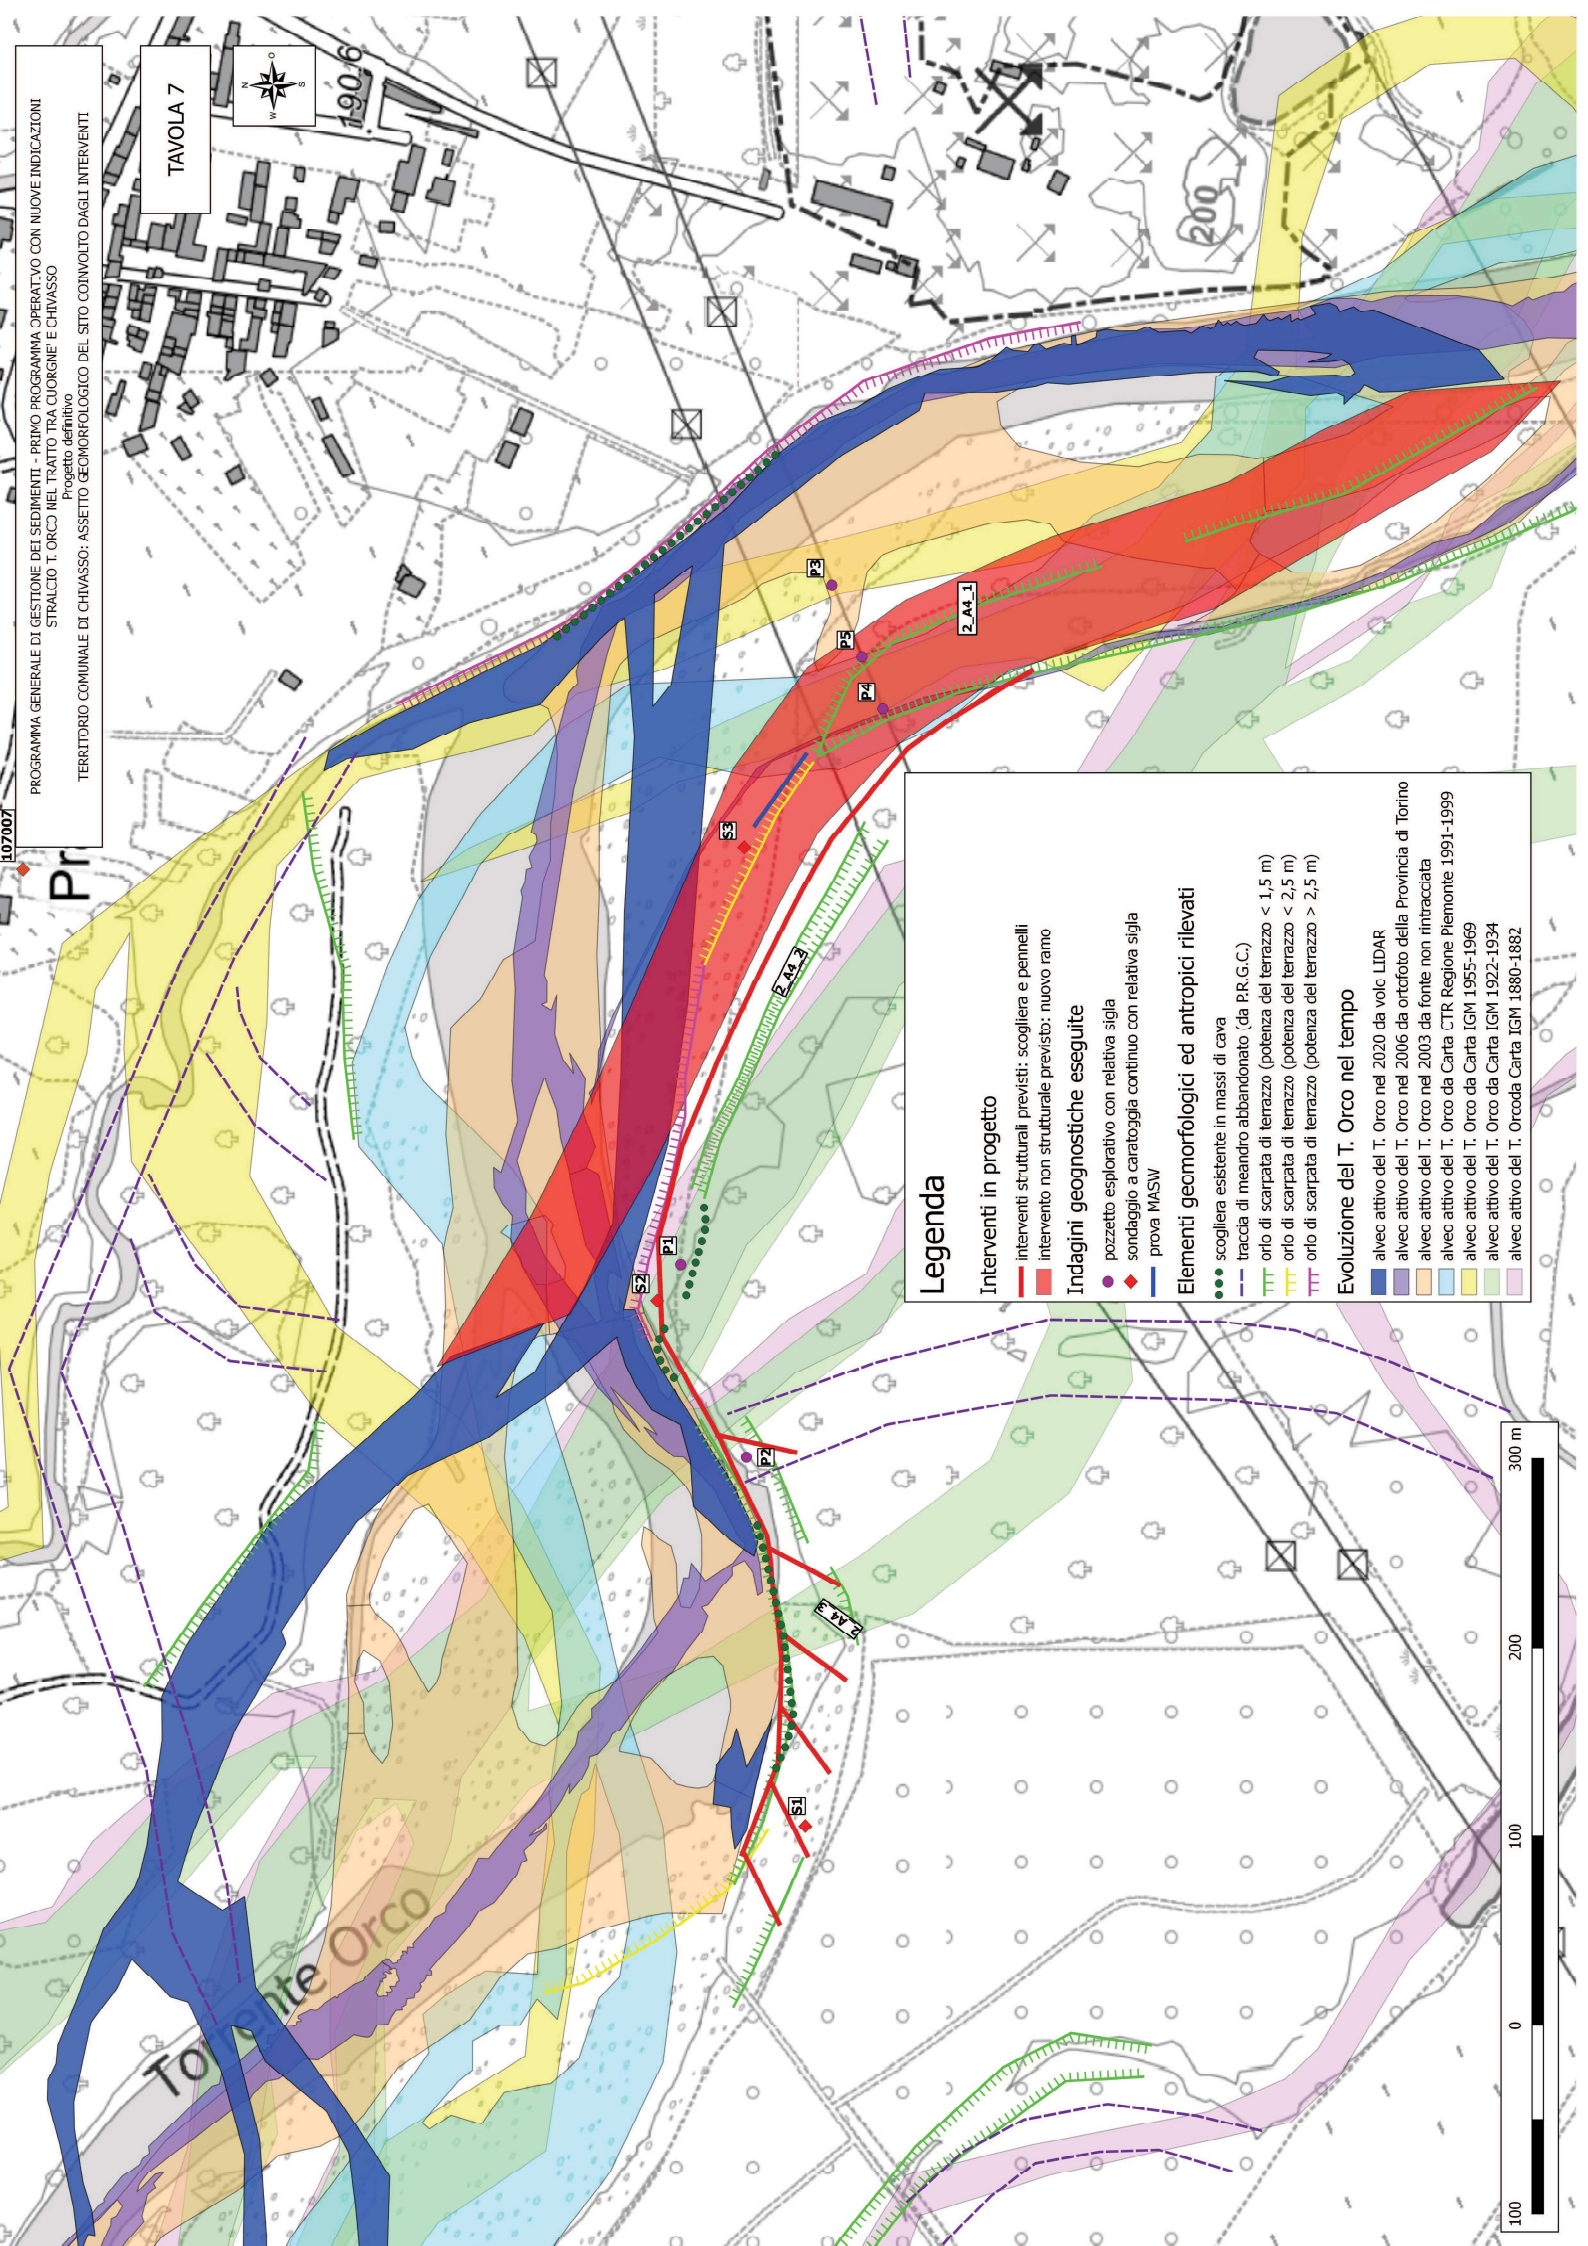 PROGRAMMA GENERALE DI GESTIONE DEI SEDIMENTI - PRIMO PROGRAMMA OPERATIVO CON NUOVE INDICAZIONI
STRALCIO T. ORCO NEL TRATTO TRA CUORGNE' E CHIVASSO
Progetto definitivo
TERRITORIO COMUNALE DI CHIVASSO: ASSETTO GEOMORFOLOGICO DEL SITO COINVOLTO DAGLI INTERVENTI
TAVOLA 7
N
O
S
W
190.6
107007
Pr
200
Torrente Orco
P3
P5
P4
2_A4_1
S3
2_A4_2
P1
S2
P2
2_A4_3
S1
Legenda
Interventi in progetto
interventi strutturali previsti: scogliera e pennelli
intervento non strutturale previsto: nuovo ramo
Indagini geognostiche eseguite
pozzetto esplorativo con relativa sigla
sondaggio a caratoggia continuo con relativa sigla
prova MASW
Elementi geomorfologici ed antropici rilevati
scogliera esistente in massi di cava
traccia di meandro abbandonato (da P.R.G.C.)
orlo di scarpata di terrazzo (potenza del terrazzo < 1,5 m)
orlo di scarpata di terrazzo (potenza del terrazzo < 2,5 m)
orlo di scarpata di terrazzo (potenza del terrazzo > 2,5 m)
Evoluzione del T. Orco nel tempo
alveo attivo del T. Orco nel 2020 da volo LIDAR
alveo attivo del T. Orco nel 2006 da ortofoto della Provincia di Torino
alveo attivo del T. Orco nel 2003 da fonte non rintracciata
alveo attivo del T. Orco da Carta CTR Regione Piemonte 1991-1999
alveo attivo del T. Orco da Carta IGM 1955-1969
alveo attivo del T. Orco da Carta IGM 1922-1934
alveo attivo del T. Orcoda Carta IGM 1880-1882
100 0 100 200 300 m